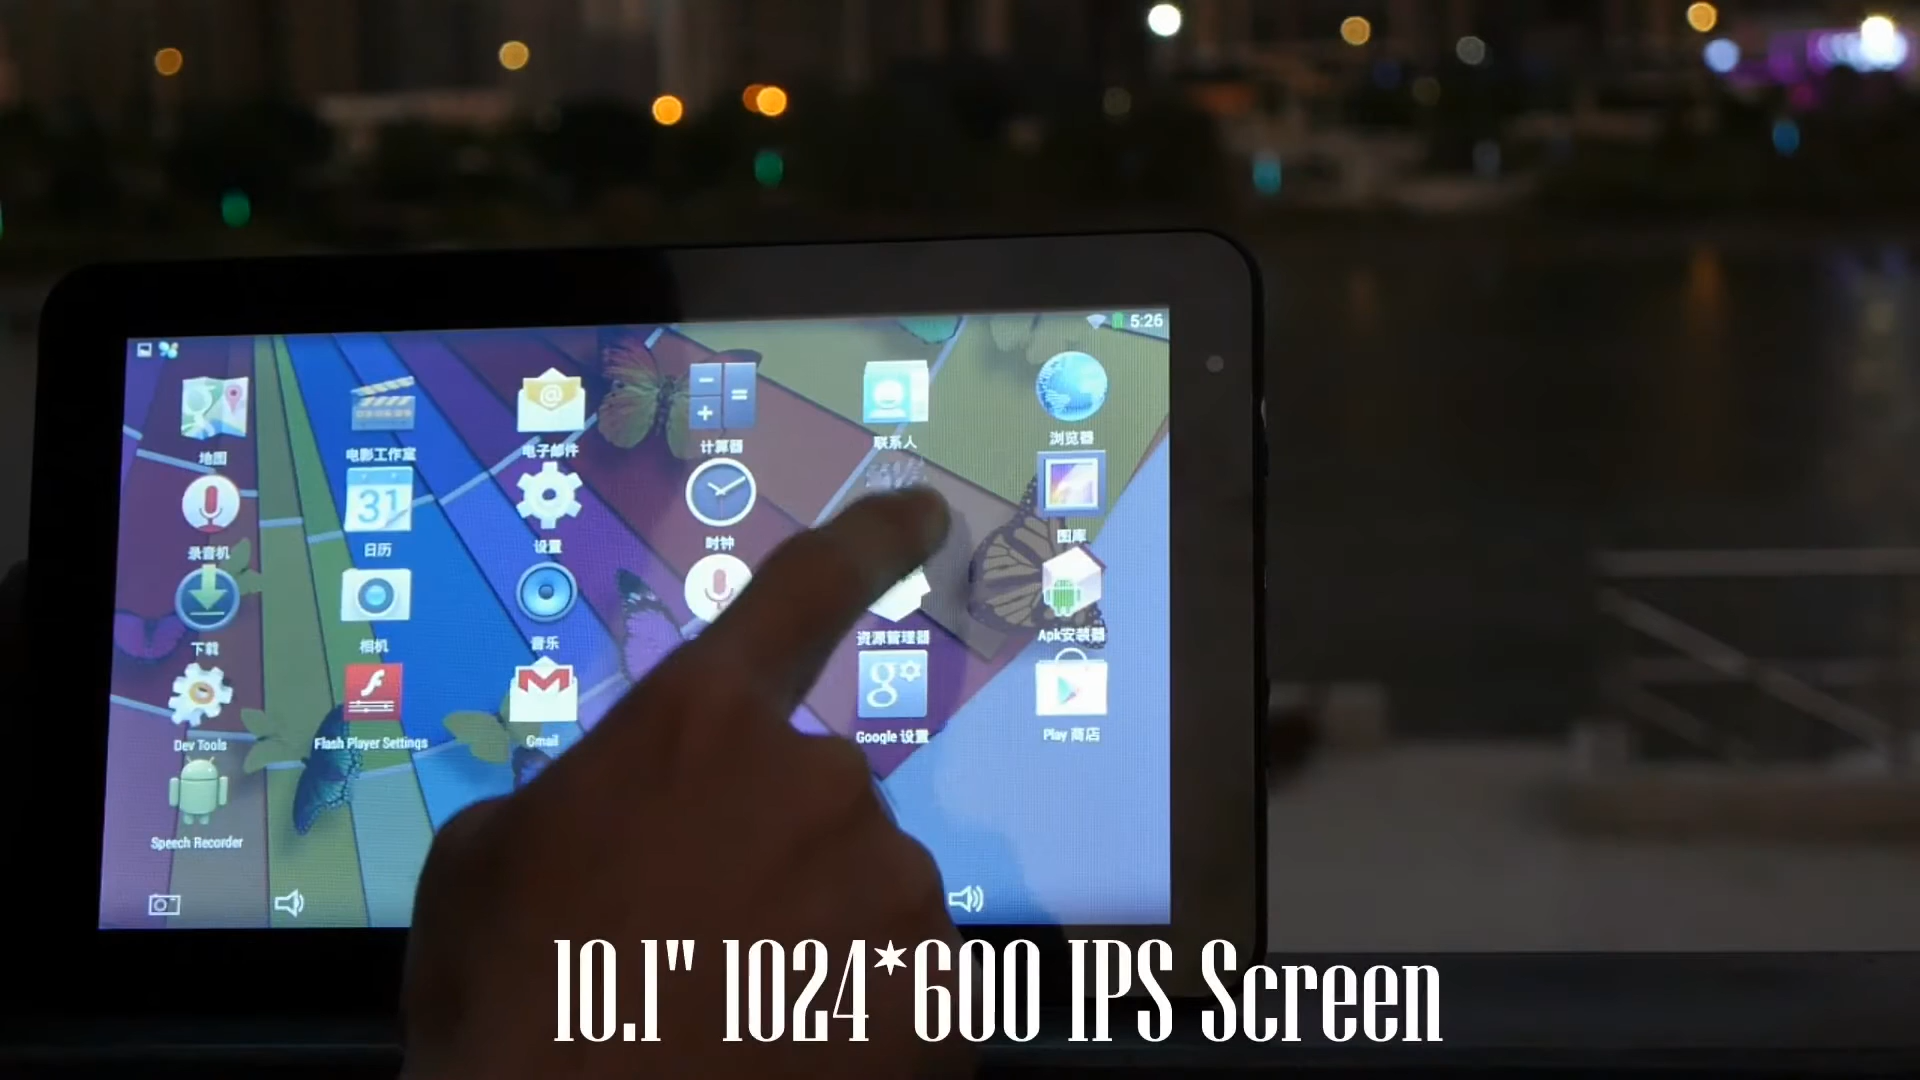 5:26
地图
电影工作室
电子邮件
计算器
联系人
浏览器
录音机
31
日历
设置
时钟
图库
下载
相机
音乐
资源管理器
Apk安装器
Dev Tools
Flash Player Settings
Gmail
Google 设置
Play 商店
Speech Recorder
10.1" 1024*600 IPS Screen